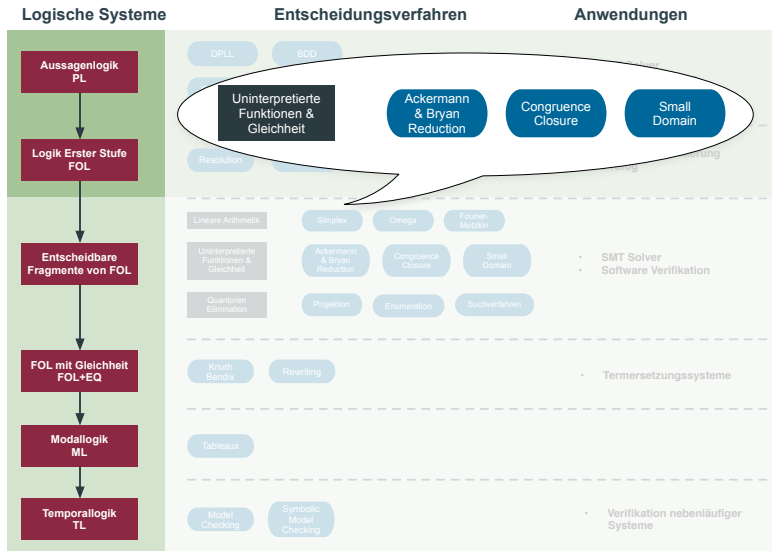 Logische Systeme
Entscheidungsverfahren
Anwendungen
Aussagenlogik
PL
DPLL
BDD
Solver
Uninterpretierte
Funktionen &
Gleichheit
Ackermann
& Bryan
Reduction
Congruence
Closure
Small
Domain
Logik Erster Stufe
FOL
Resolution
Lineare Arithmetik
Simplex
Omega
Fourier-
Motzkin
Entscheidbare
Fragmente von FOL
Uninterpretierte
Funktionen &
Gleichheit
Ackermann
& Bryan
Reduction
Congruence
Closure
Small
Domain
• SMT Solver
• Software Verifikation
Quantoren
Elimination
Projektion
Enumeration
Suchverfahren
FOL mit Gleichheit
FOL+EQ
Knuth
Bendix
Rewriting
• Termersetzungssysteme
Modallogik
ML
Tableaux
Temporallogik
TL
Model
Checking
Symbolic
Model
Checking
• Verifikation nebenläufiger
Systeme